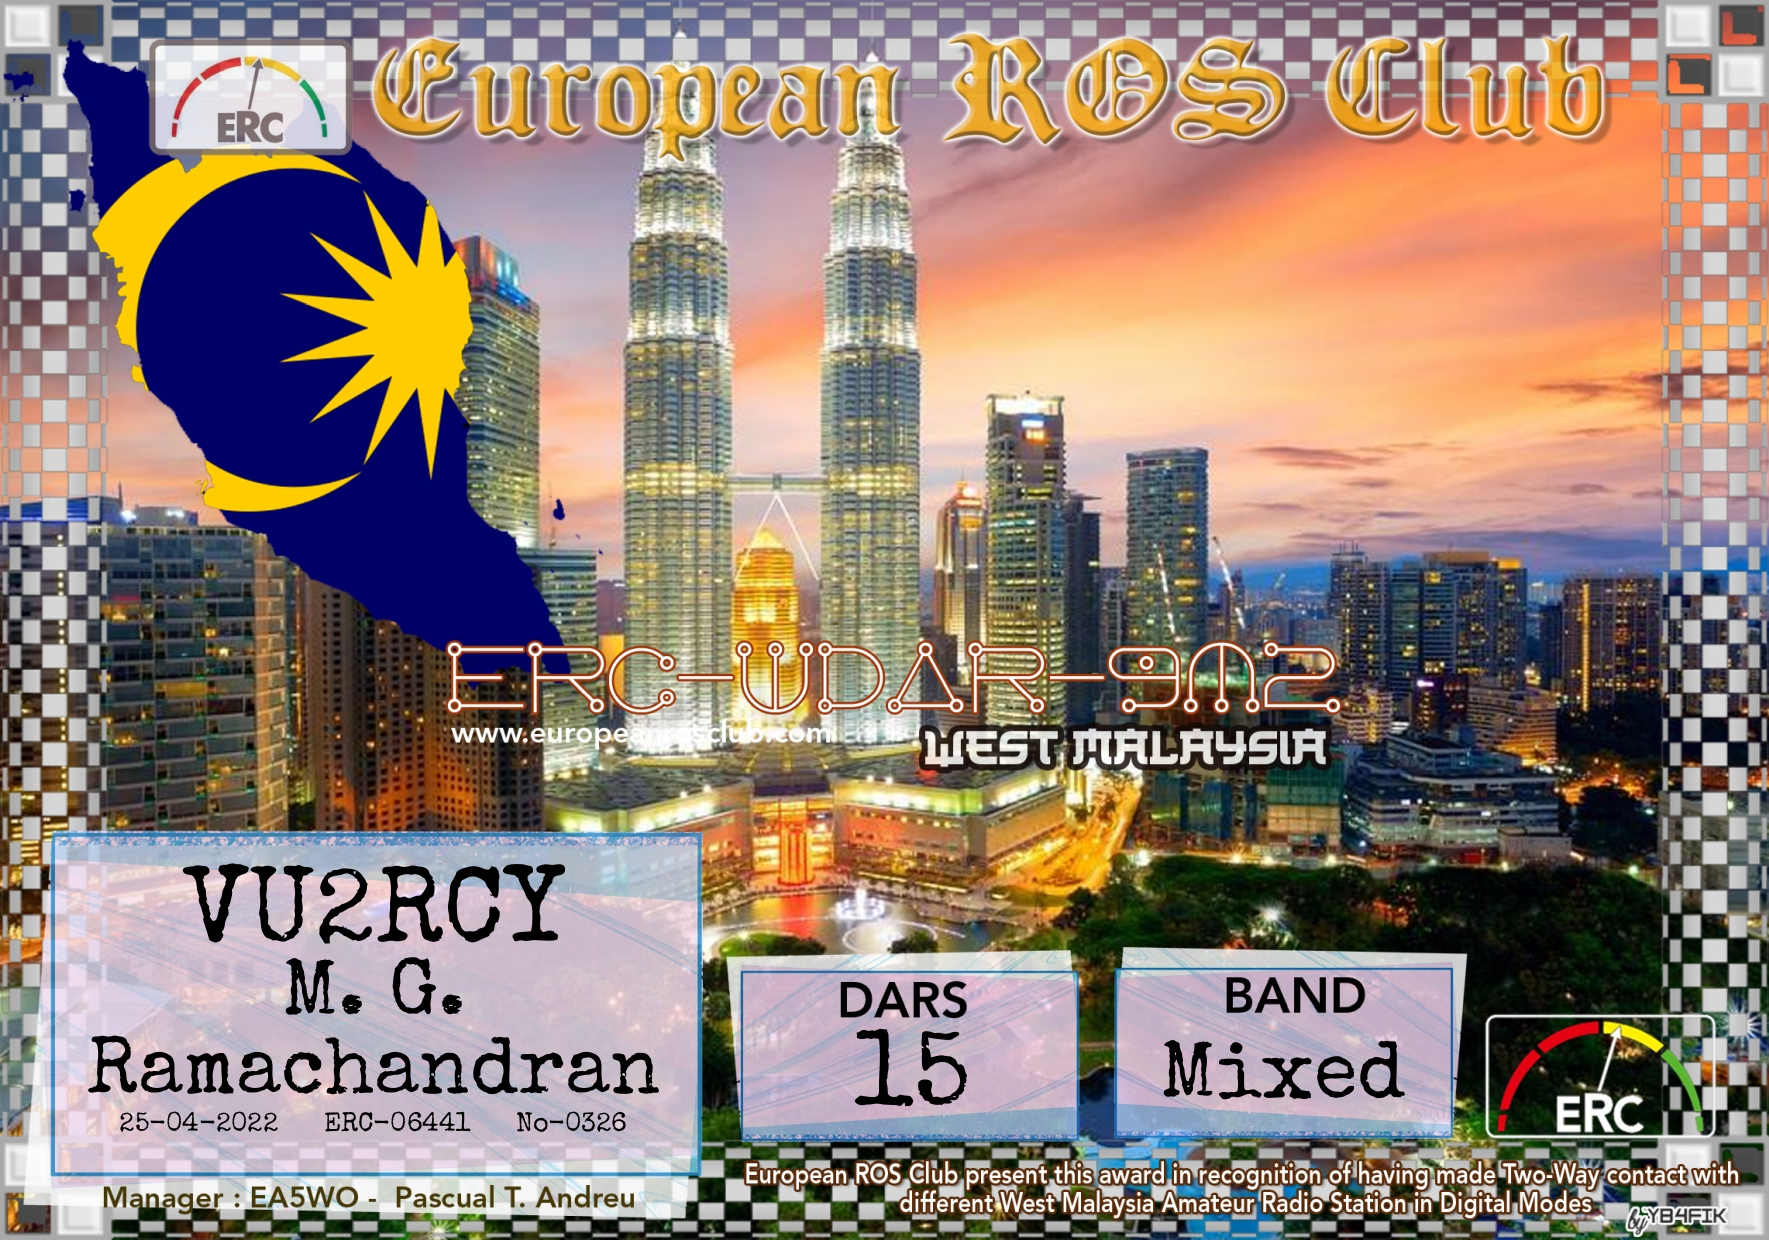 ERC
European ROS Club
ERC-WDAR-9M2
www.europeanrosclub.com
WEST MALAYSIA
VU2RCY
M. G.
Ramachandran
25-04-2022 ERC-06441 No-0326
Manager : EA5WO - Pascual T. Andreu
DARS
15
BAND
Mixed
ERC
European ROS Club present this award in recognition of having made Two-Way contact with
different West Malaysia Amateur Radio Station in Digital Modes
by YB4FIK